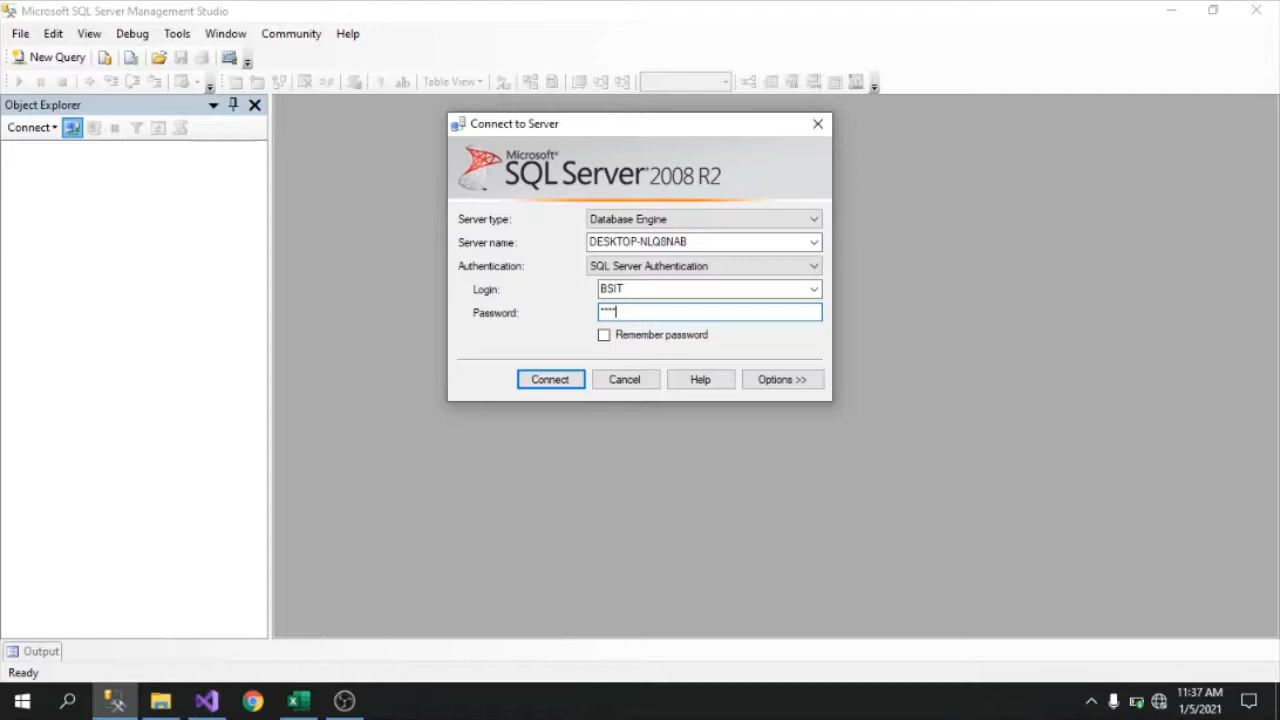 Microsoft SQL Server Management Studio
File Edit View Debug Tools Window Community Help
New Query
Table View
Object Explorer
Connect
Connect to Server
Microsoft®
SQL Server® 2008 R2
Server type: Database Engine
Server name: DESKTOP-NLQ8NAB
Authentication: SQL Server Authentication
Login: BSIT
Password: ****
Remember password
Connect Cancel Help Options >>
Output
Ready
11:37 AM
1/5/2021